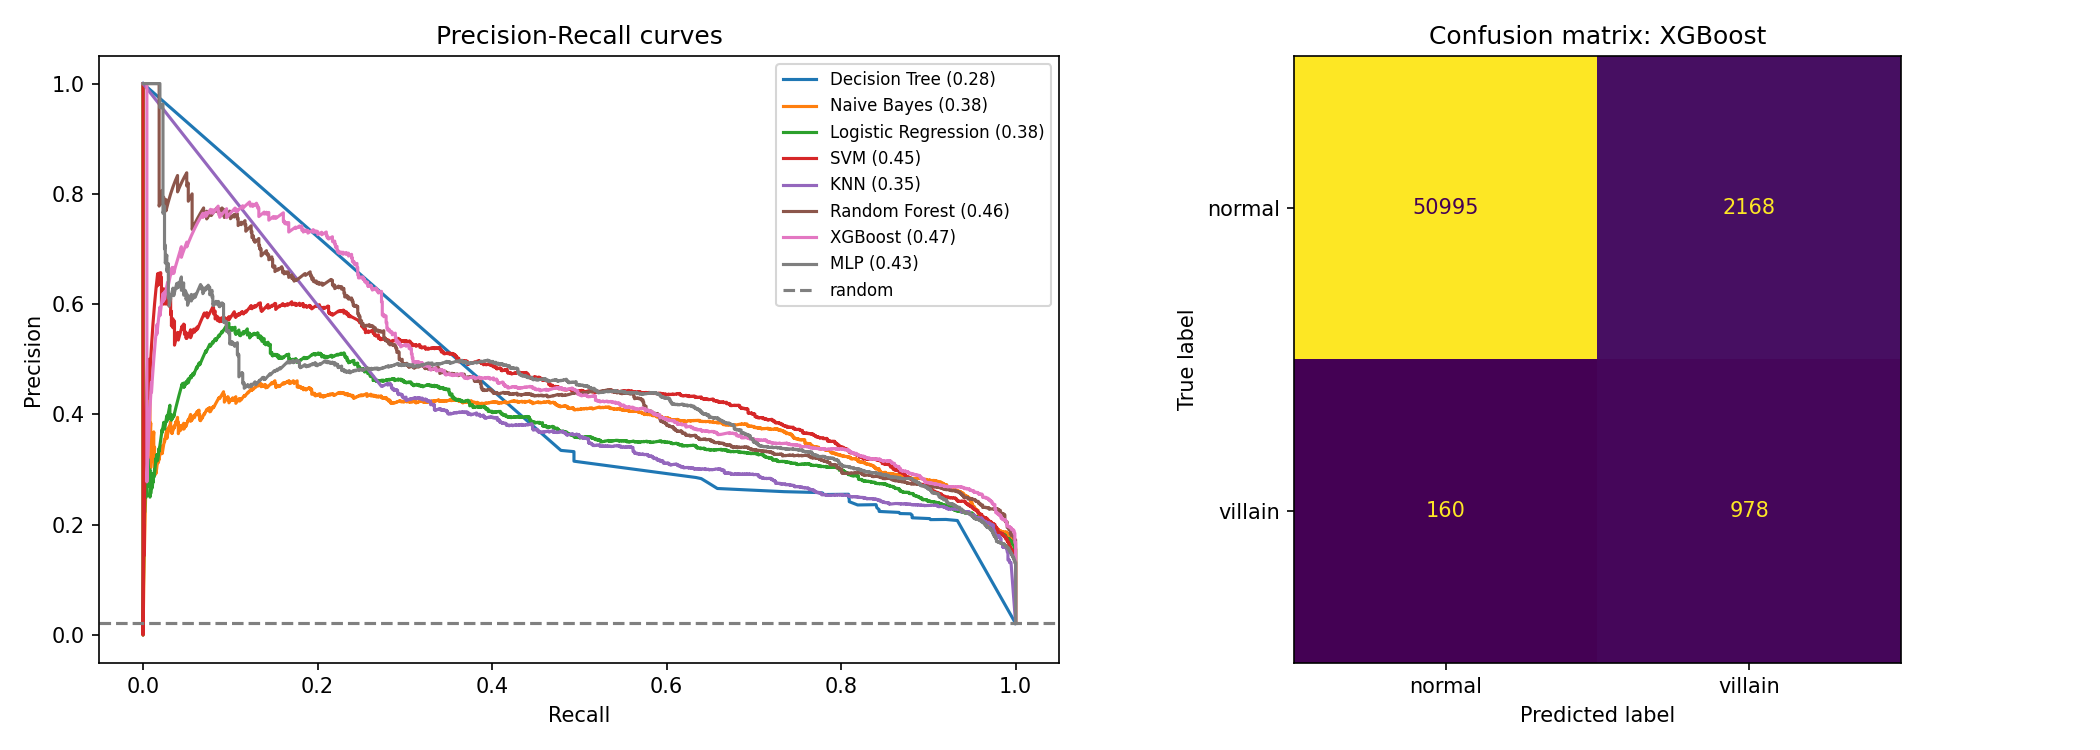 Precision-Recall curves
1.0
0.8
0.6
0.4
0.2
0.0
Precision
0.0 0.2 0.4 0.6 0.8 1.0
Recall
Decision Tree (0.28)
Naive Bayes (0.38)
Logistic Regression (0.38)
SVM (0.45)
KNN (0.35)
Random Forest (0.46)
XGBoost (0.47)
MLP (0.43)
random
Confusion matrix: XGBoost
True label
normal
50995 2168
villain
160 978
normal villain
Predicted label